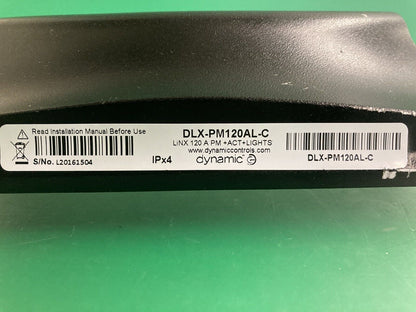 Read Installation Manual Before Use
S/No. L20161504
IPx4
DLX-PM120AL-C
LiNX 120 A PM +ACT+LIGHTS
www.dynamiccontrols.com
dynamic
DLX-PM120AL-C